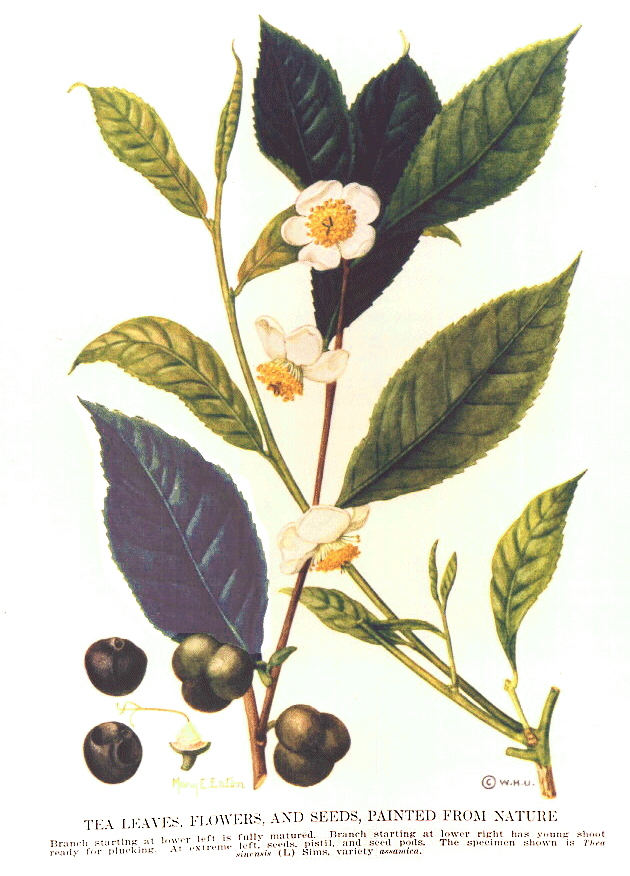 Mary E. Eaton
© W.H.U.
TEA LEAVES, FLOWERS, AND SEEDS, PAINTED FROM NATURE
Branch starting at lower left is fully matured. Branch starting at lower right has young shoot
ready for plucking. At extreme left, seeds, pistil, and seed pods. The specimen shown is Thea
sinensis (L) Sims, variety assamica.